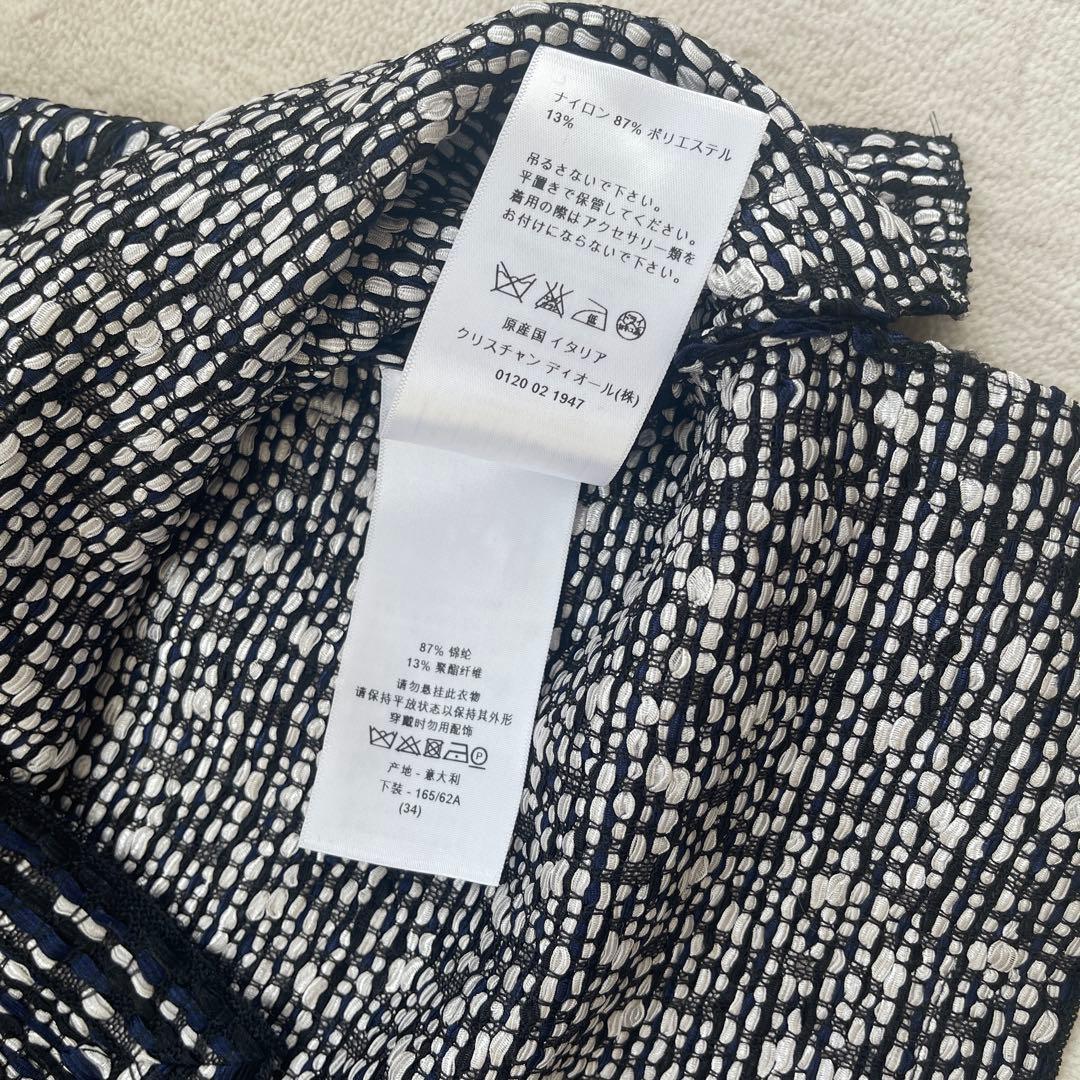 ナイロン 87% ポリエステル
13%
吊るさないで下さい。
平置きで保管してください。
着用の際はアクセサリー類を
お付けにならないで下さい。
低
ドライ
原産国 イタリア
クリスチャン ディオール(株)
0120 02 1947
87% 锦纶
13% 聚酯纤维
请勿悬挂此衣物
请保持平放状态以保持其外形
穿戴时勿用配饰
P
产地 - 意大利
下装 - 165/62A
(34)